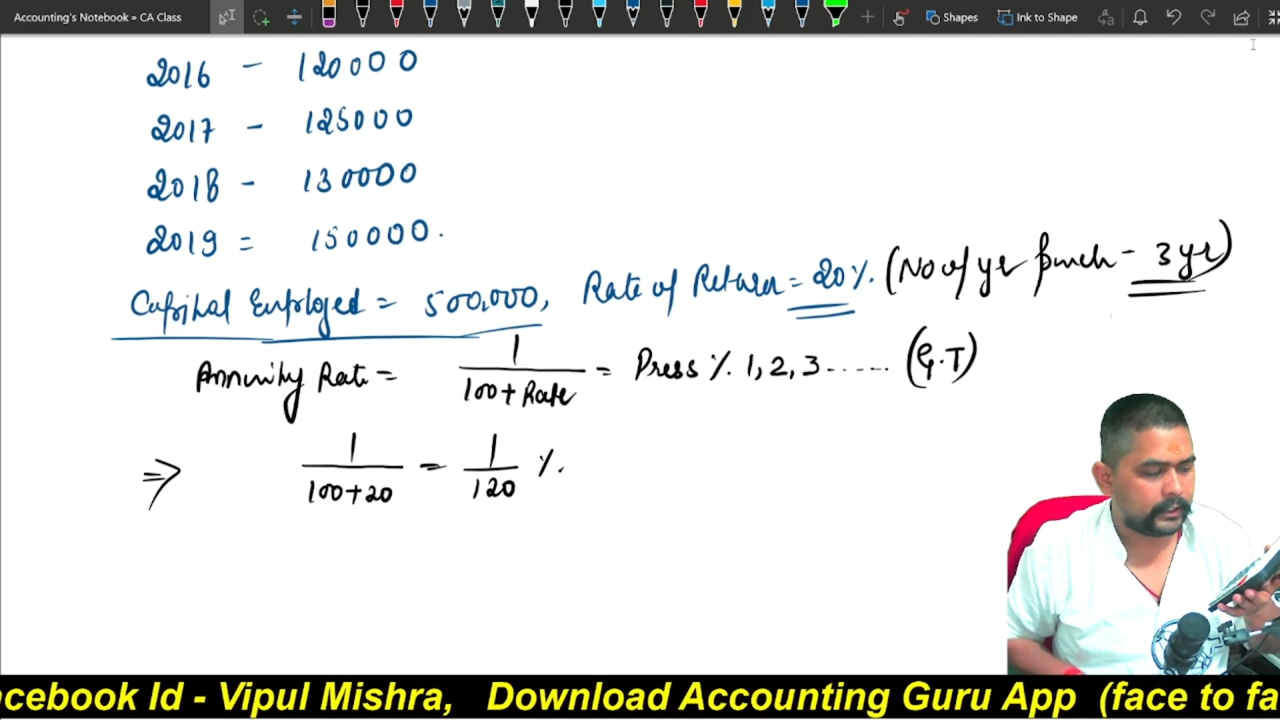 Accounting's Notebook » CA Class
Shapes
Ink to Shape
2016 - 120000
2017 - 125000
2018 - 130000
2019 = 150000.
Capital Employed = 500,000, Rate of Return = 20%. (No of yr purch - 3 yr)
Annuity Rate = 1/100+Rate = Press %. 1, 2, 3 ...... (G.T)
⇒ 1/100+20 = 1/120 %.
acebook Id - Vipul Mishra, Download Accounting Guru App (face to fa